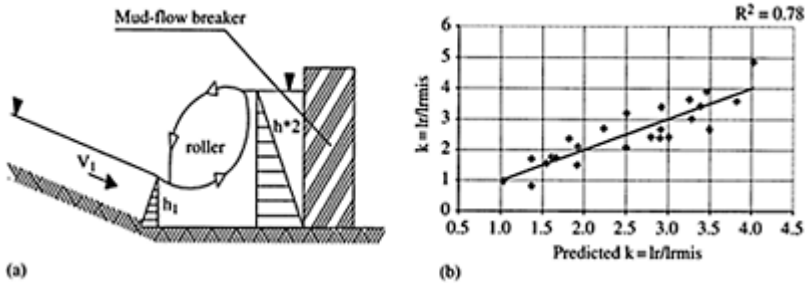 Mud-flow breaker
roller
h*2
V1
h1
(a)
R² = 0.78
k = lr/lrmis
6
5
4
3
2
1
0
0.5 1.0 1.5 2.0 2.5 3.0 3.5 4.0 4.5
Predicted k = lr/lrmis
(b)